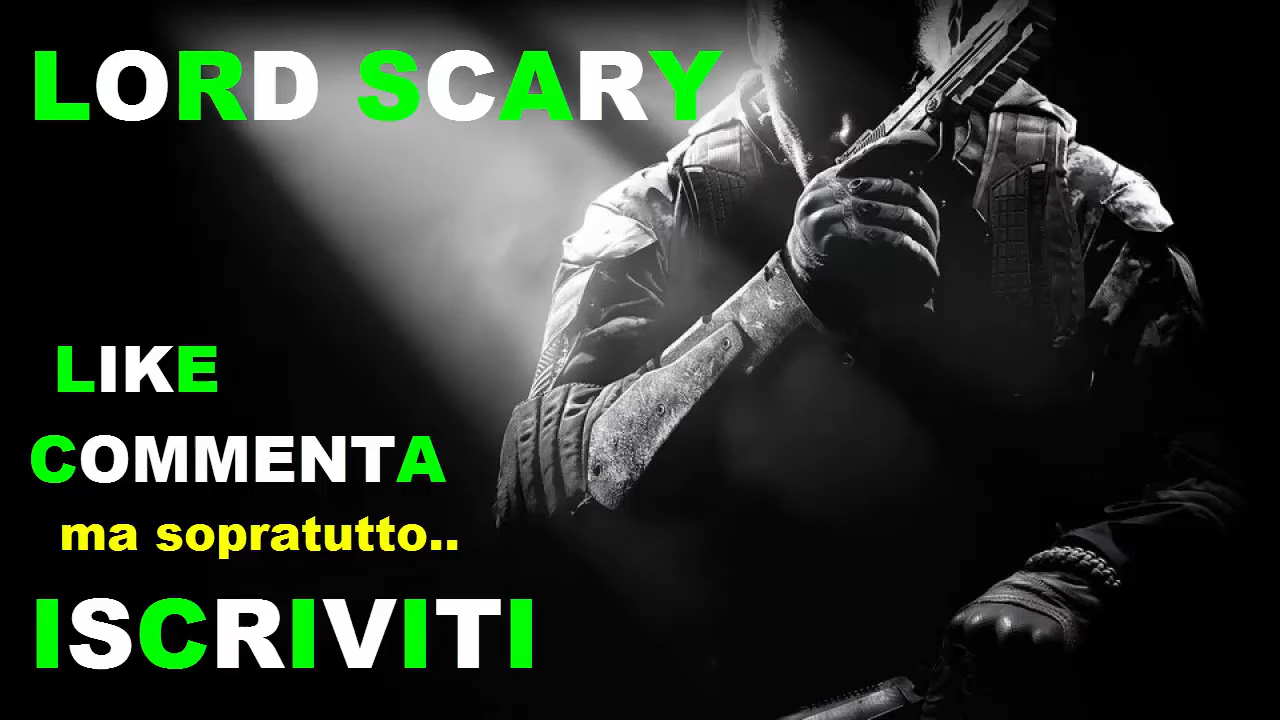 LORD SCARY
LIKE
COMMENTA
ma sopratutto..
ISCRIVITI